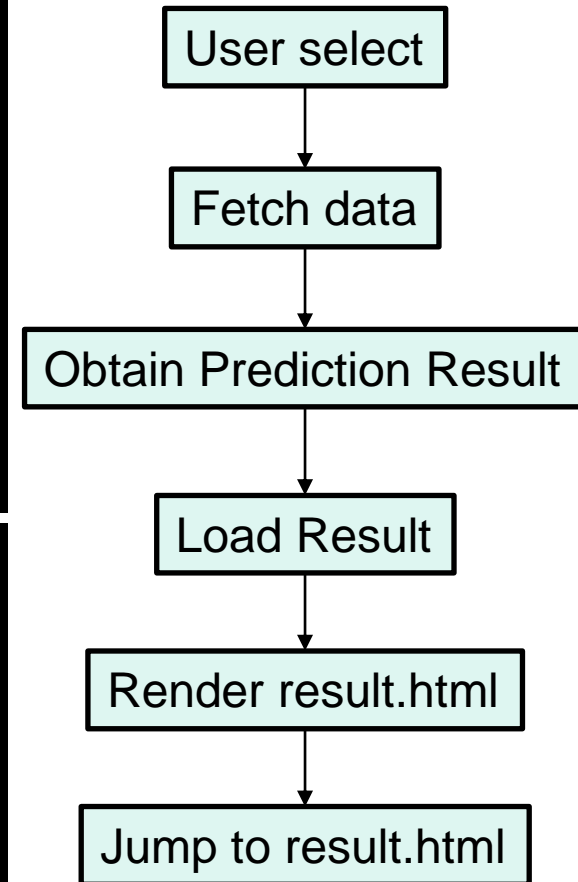 User select
Fetch data
Obtain Prediction Result
Load Result
Render result.html
Jump to result.html